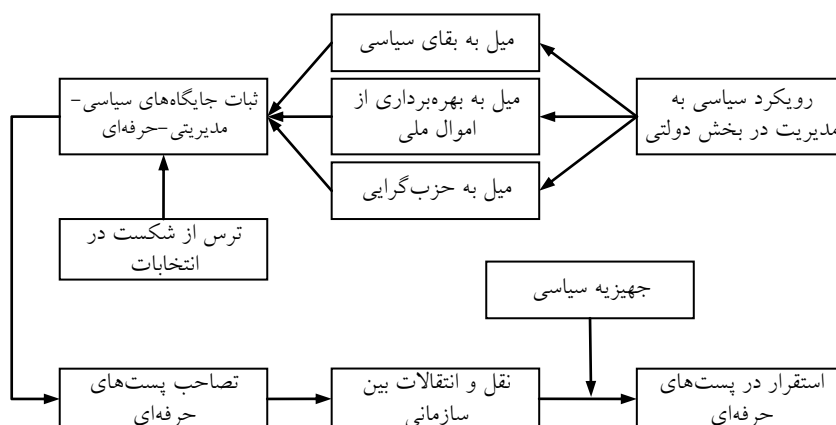 رویکرد سیاسی به
مدیریت در بخش دولتی
میل به بقای سیاسی
میل به بهره‌برداری از
اموال ملی
میل به حزب‌گرایی
ثبات جایگاه‌های سیاسی-
مدیریتی-حرفه‌ای
ترس از شکست در
انتخابات
تصاحب پست‌های
حرفه‌ای
نقل و انتقالات بین
سازمانی
جهیزیه سیاسی
استقرار در پست‌های
حرفه‌ای